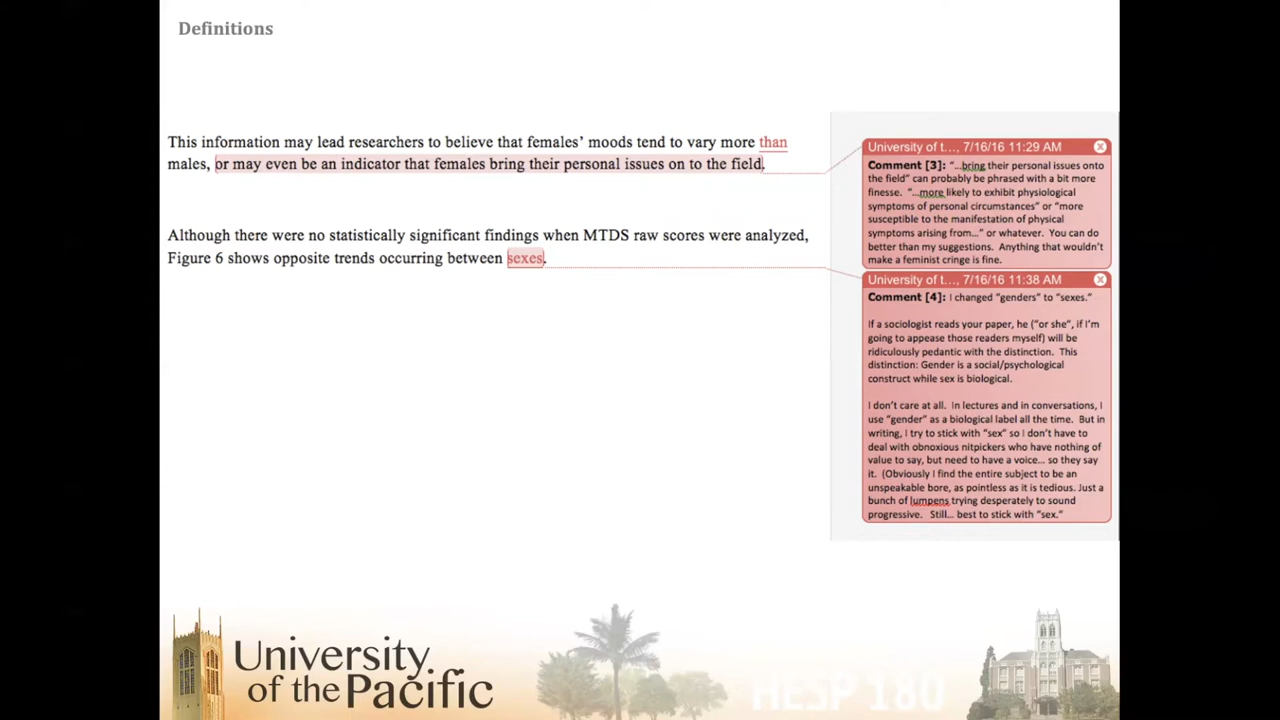 Definitions
This information may lead researchers to believe that females’ moods tend to vary more than
males, or may even be an indicator that females bring their personal issues on to the field.
Although there were no statistically significant findings when MTDS raw scores were analyzed,
Figure 6 shows opposite trends occurring between sexes.
University of t..., 7/16/16 11:29 AM
Comment [3]: “...bring their personal issues onto
the field” can probably be phrased with a bit more
finesse. “...more likely to exhibit physiological
symptoms of personal circumstances” or “more
susceptible to the manifestation of physical
symptoms arising from...” or whatever. You can do
better than my suggestions. Anything that wouldn’t
make a feminist cringe is fine.
University of t..., 7/16/16 11:38 AM
Comment [4]: I changed “genders” to “sexes.”
If a sociologist reads your paper, he (“or she”, if I’m
going to appease those readers myself) will be
ridiculously pedantic with the distinction. This
distinction: Gender is a social/psychological
construct while sex is biological.
I don’t care at all. In lectures and in conversations, I
use “gender” as a biological label all the time. But in
writing, I try to stick with “sex” so I don’t have to
deal with obnoxious nitpickers who have nothing of
value to say, but need to have a voice... so they say
it. (Obviously I find the entire subject to be an
unspeakable bore, as pointless as it is tedious. Just a
bunch of lumpens trying desperately to sound
progressive. Still... best to stick with “sex.”
University
of the Pacific
HESP 180